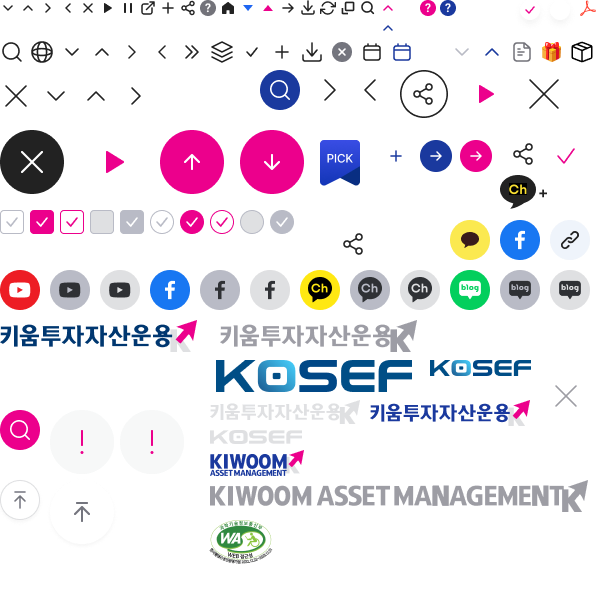 PICK
Ch
Ch
Ch
Ch
blog
blog
blog
키움투자자산운용
키움투자자산운용
KOSEF
KOSEF
키움투자자산운용
키움투자자산운용
KOSEF
KIWOOM
ASSET MANAGEMENT
KIWOOM ASSET MANAGEMENT
WA
WEB 접근성